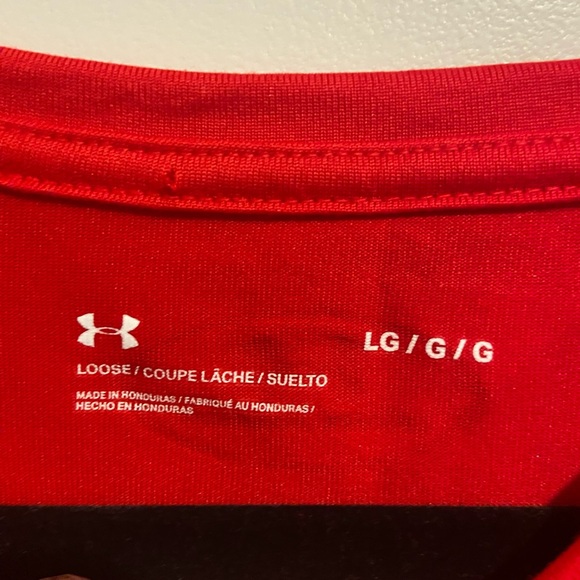 LG / G / G
LOOSE / COUPE LÂCHE / SUELTO
MADE IN HONDURAS / FABRIQUÉ AU HONDURAS /
HECHO EN HONDURAS